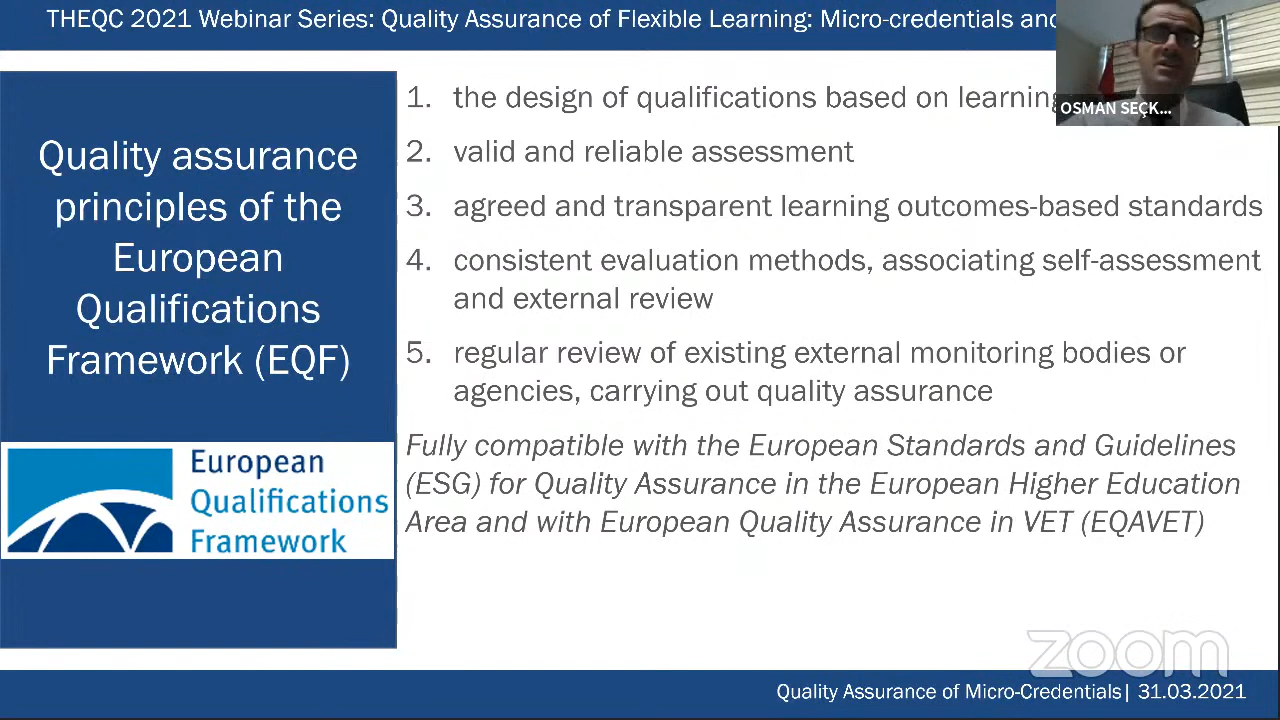 THEQC 2021 Webinar Series: Quality Assurance of Flexible Learning: Micro-credentials and
OSMAN SEÇK...
Quality assurance
principles of the
European
Qualifications
Framework (EQF)
European
Qualifications
Framework
1. the design of qualifications based on learning
2. valid and reliable assessment
3. agreed and transparent learning outcomes-based standards
4. consistent evaluation methods, associating self-assessment
and external review
5. regular review of existing external monitoring bodies or
agencies, carrying out quality assurance
Fully compatible with the European Standards and Guidelines
(ESG) for Quality Assurance in the European Higher Education
Area and with European Quality Assurance in VET (EQAVET)
zoom
Quality Assurance of Micro-Credentials| 31.03.2021